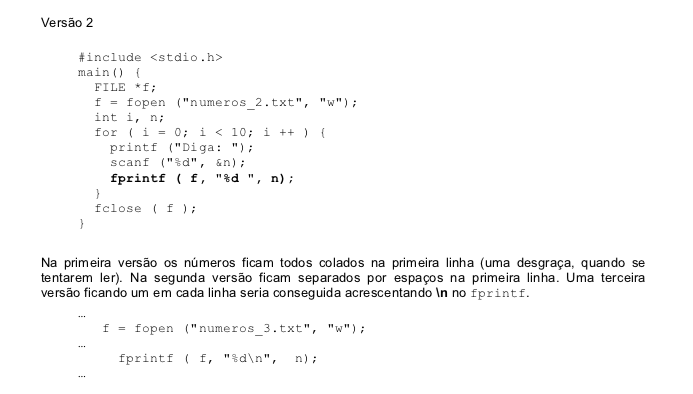 Versão 2
#include <stdio.h>
main() {
FILE *f;
f = fopen ("numeros_2.txt", "w");
int i, n;
for ( i = 0; i < 10; i ++ ) {
printf ("Diga: ");
scanf ("%d", &n);
fprintf ( f, "%d ", n);
}
fclose ( f );
}
Na primeira versão os números ficam todos colados na primeira linha (uma desgraça, quando se
tentarem ler). Na segunda versão ficam separados por espaços na primeira linha. Uma terceira
versão ficando um em cada linha seria conseguida acrescentando \n no fprintf.
…
f = fopen ("numeros_3.txt", "w");
…
fprintf ( f, "%d\n", n);
…